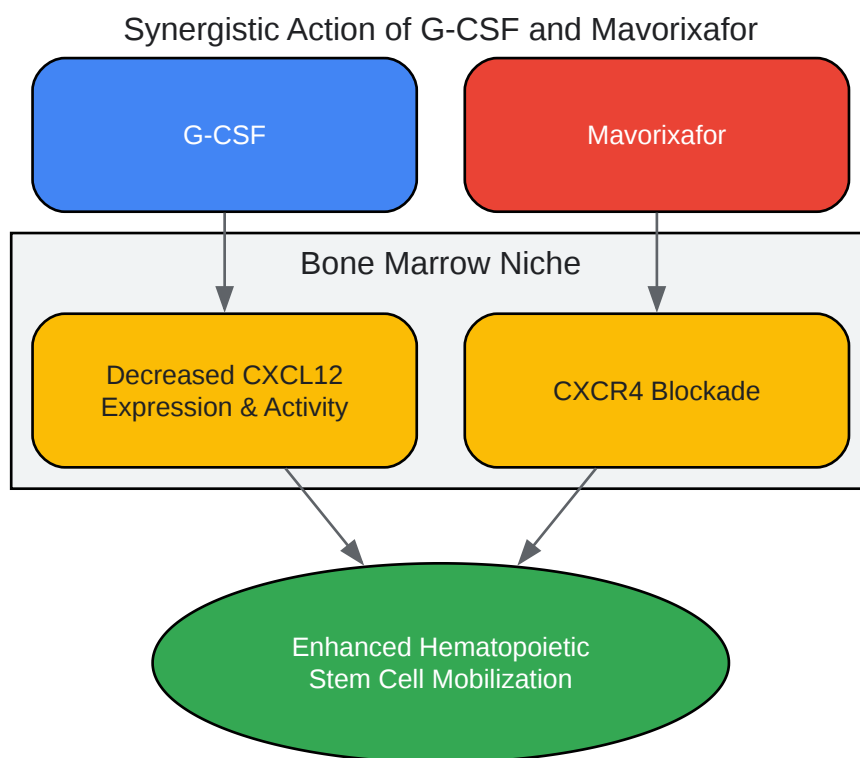 Synergistic Action of G-CSF and Mavorixafor
G-CSF
Mavorixafor
Bone Marrow Niche
Decreased CXCL12
Expression & Activity
CXCR4 Blockade
Enhanced Hematopoietic
Stem Cell Mobilization